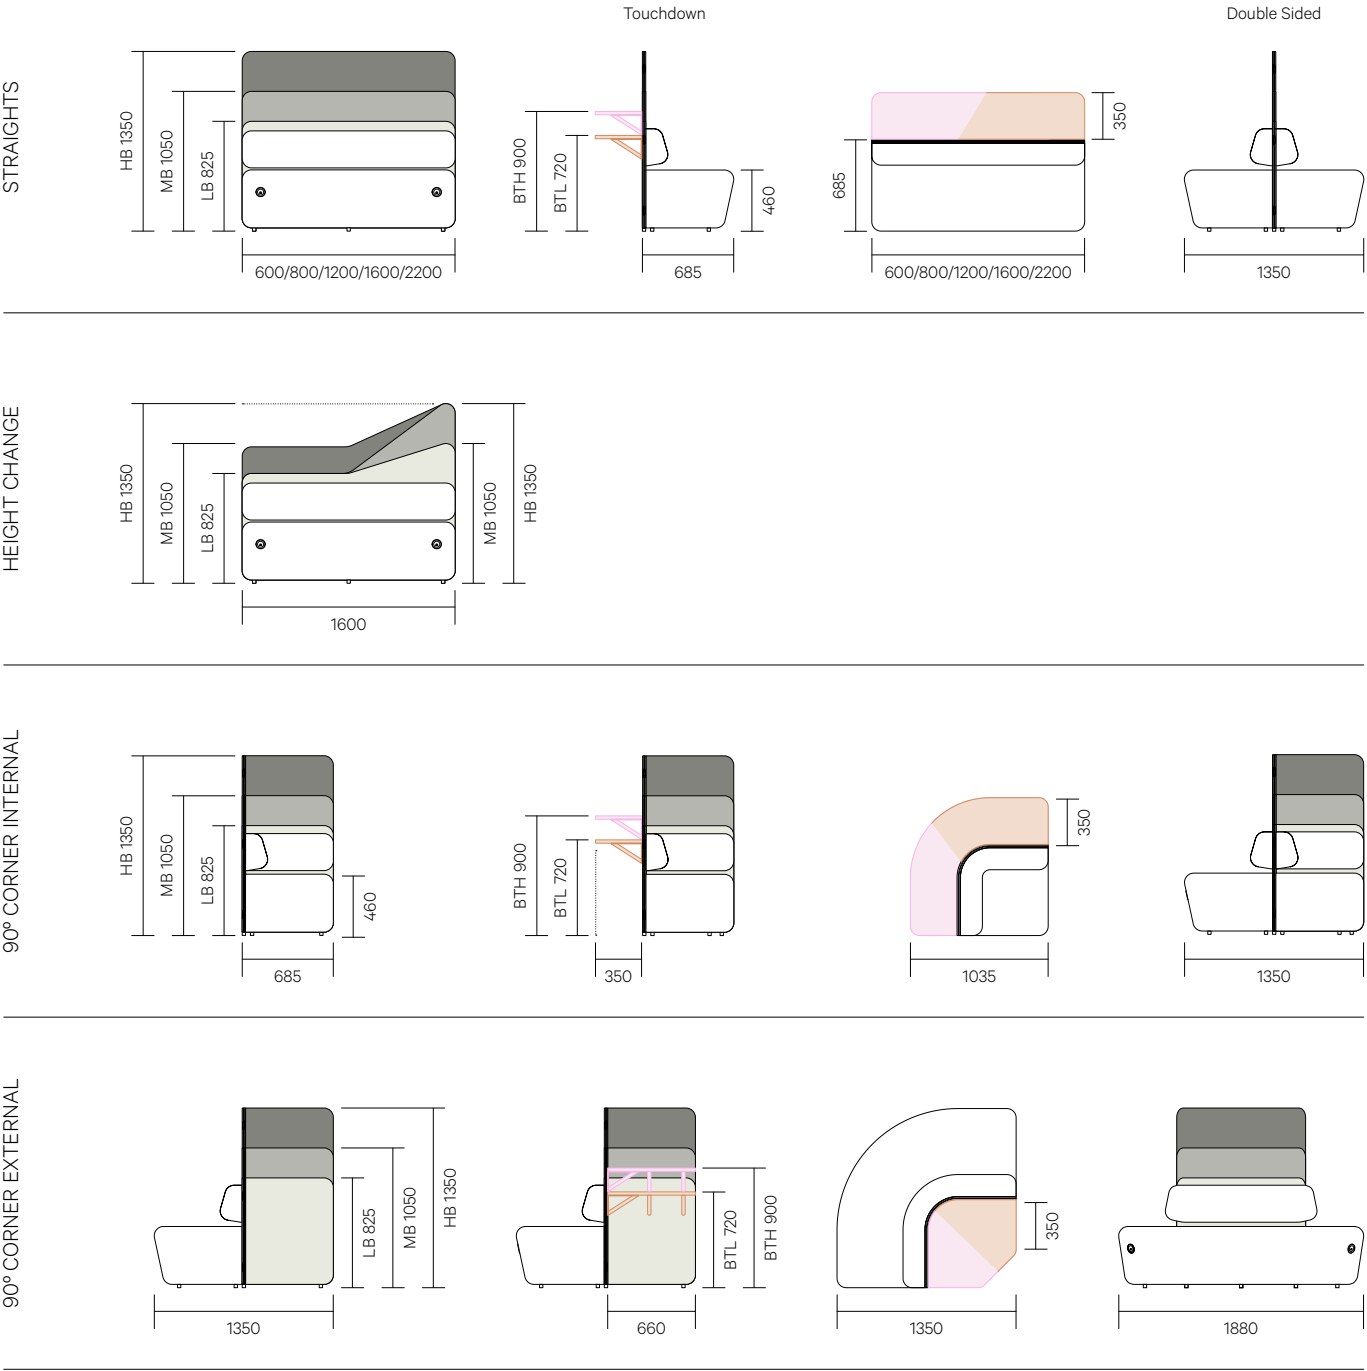 Touchdown
Double Sided
STRAIGHTS
HB 1350
MB 1050
LB 825
600/800/1200/1600/2200
BTH 900
BTL 720
460
685
685
350
600/800/1200/1600/2200
1350
HEIGHT CHANGE
HB 1350
MB 1050
LB 825
MB 1050
HB 1350
1600
90º CORNER INTERNAL
HB 1350
MB 1050
LB 825
460
685
BTH 900
BTL 720
350
350
1035
1350
90º CORNER EXTERNAL
LB 825
MB 1050
HB 1350
1350
BTL 720
BTH 900
660
350
1350
1880